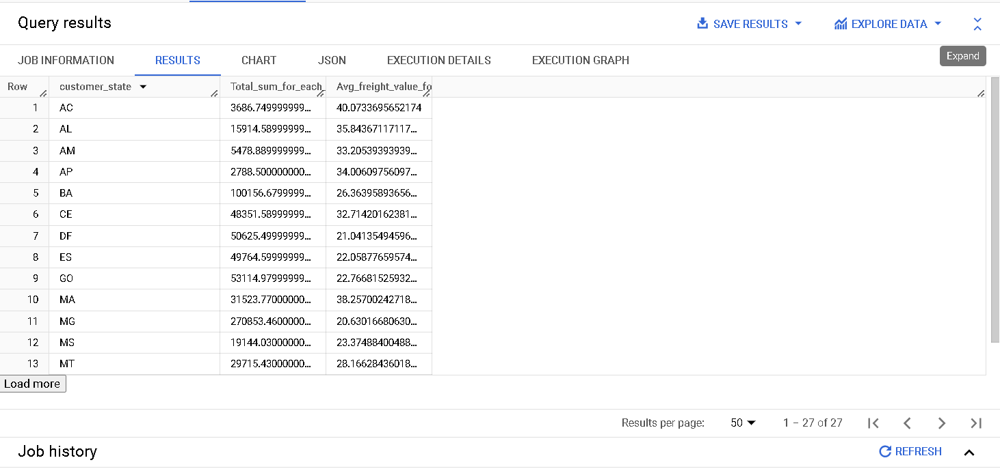 Query results
SAVE RESULTS
EXPLORE DATA
JOB INFORMATION RESULTS CHART JSON EXECUTION DETAILS EXECUTION GRAPH
Expand
Row customer_state Total_sum_for_each_ Avg_freight_value_fo
1 AC 3686.749999999... 40.0733695652174
2 AL 15914.58999999... 35.84367117117...
3 AM 5478.889999999... 33.20539393939...
4 AP 2788.500000000... 34.00609756097...
5 BA 100156.6799999... 26.36395893656...
6 CE 48351.58999999... 32.71420162381...
7 DF 50625.49999999... 21.04135494596...
8 ES 49764.59999999... 22.05877659574...
9 GO 53114.97999999... 22.76681525932...
10 MA 31523.77000000... 38.25700242718...
11 MG 270853.4600000... 20.63016680630...
12 MS 19144.03000000... 23.37488400488...
13 MT 29715.43000000... 28.16628436018...
Load more
Results per page: 50 1 – 27 of 27
Job history
REFRESH